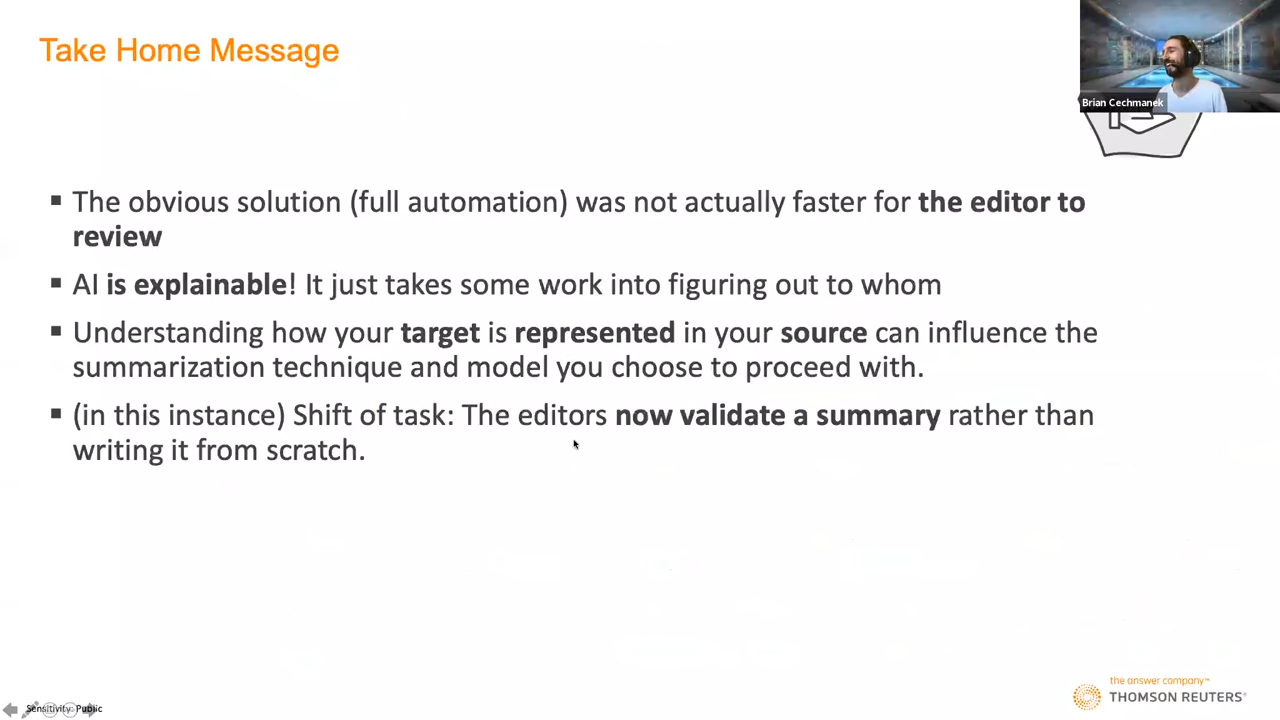 Take Home Message
Brian Cechmanek
▪ The obvious solution (full automation) was not actually faster for the editor to
review
▪ AI is explainable! It just takes some work into figuring out to whom
▪ Understanding how your target is represented in your source can influence the
summarization technique and model you choose to proceed with.
▪ (in this instance) Shift of task: The editors now validate a summary rather than
writing it from scratch.
the answer company™
THOMSON REUTERS®
Sensitivity: Public